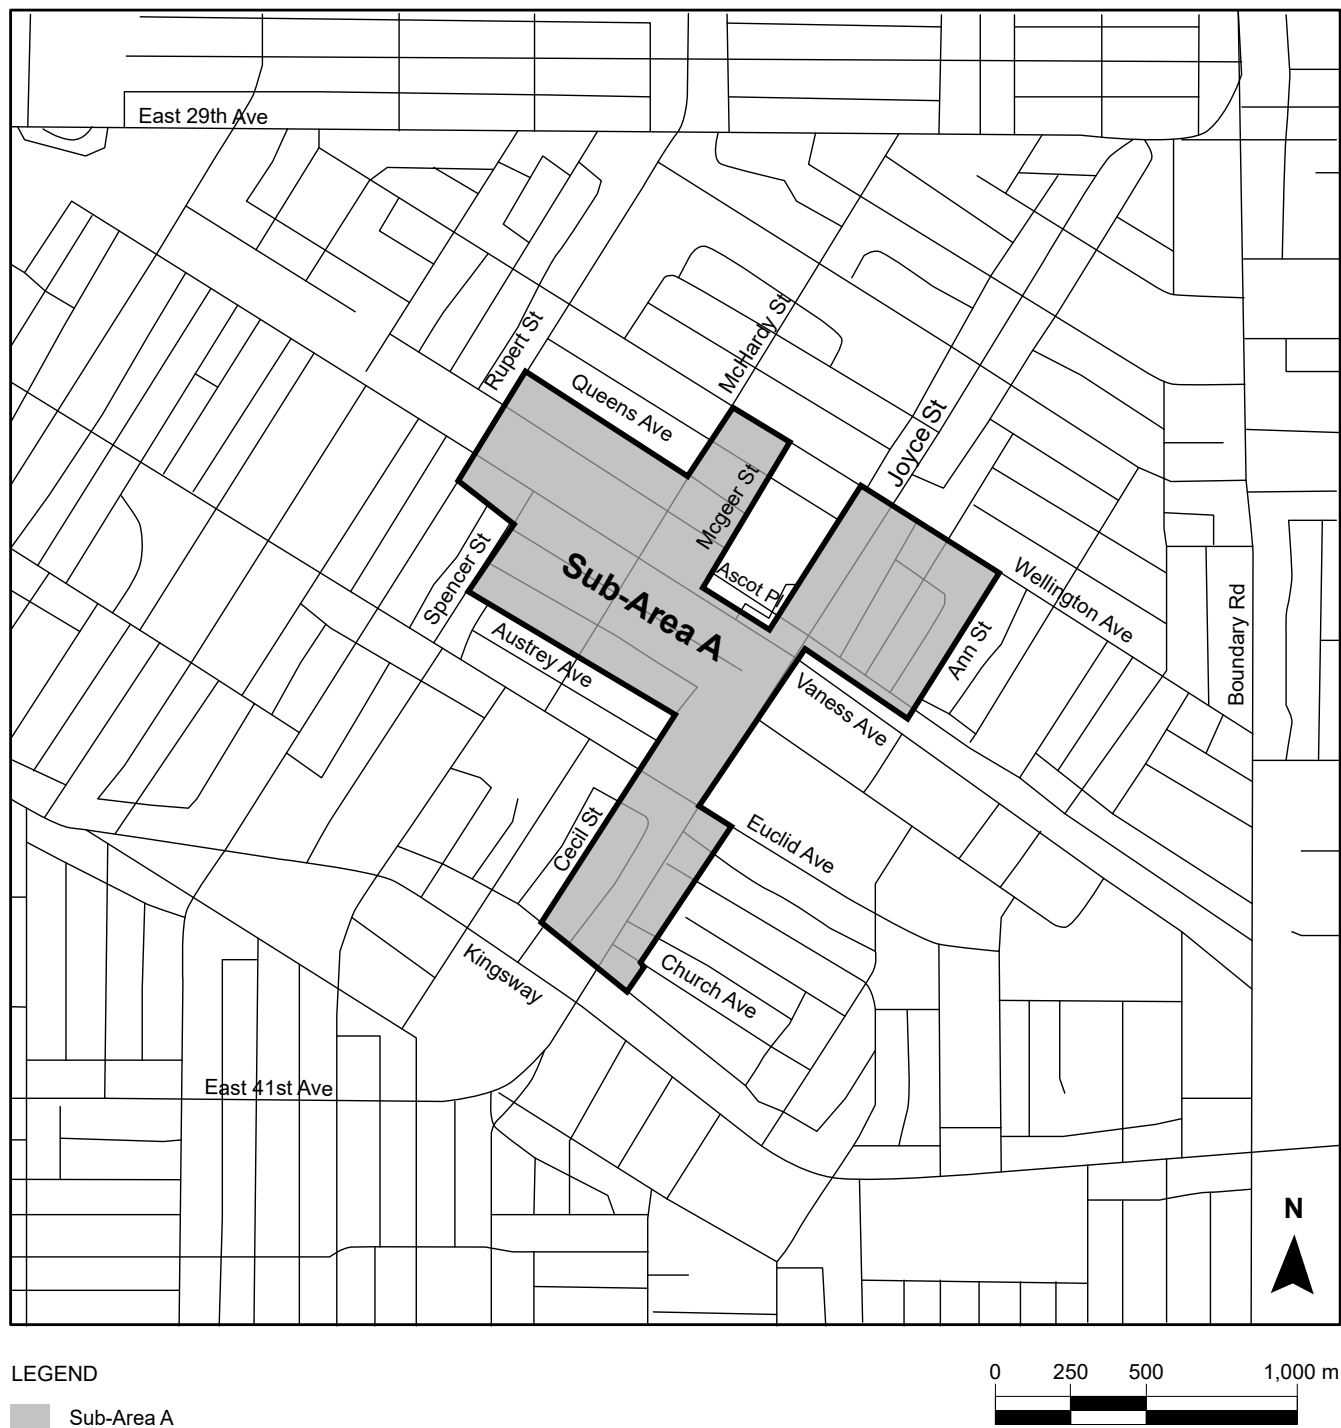 East 29th Ave
Rupert St
Queens Ave
McHardy St
Joyce St
Mcgeer St
Ascot Pl
Spencer St
Sub-Area A
Austrey Ave
Wellington Ave
Ann St
Boundary Rd
Vaness Ave
Cecil St
Euclid Ave
Kingsway
Church Ave
East 41st Ave
N
LEGEND
Sub-Area A
0 250 500 1,000 m